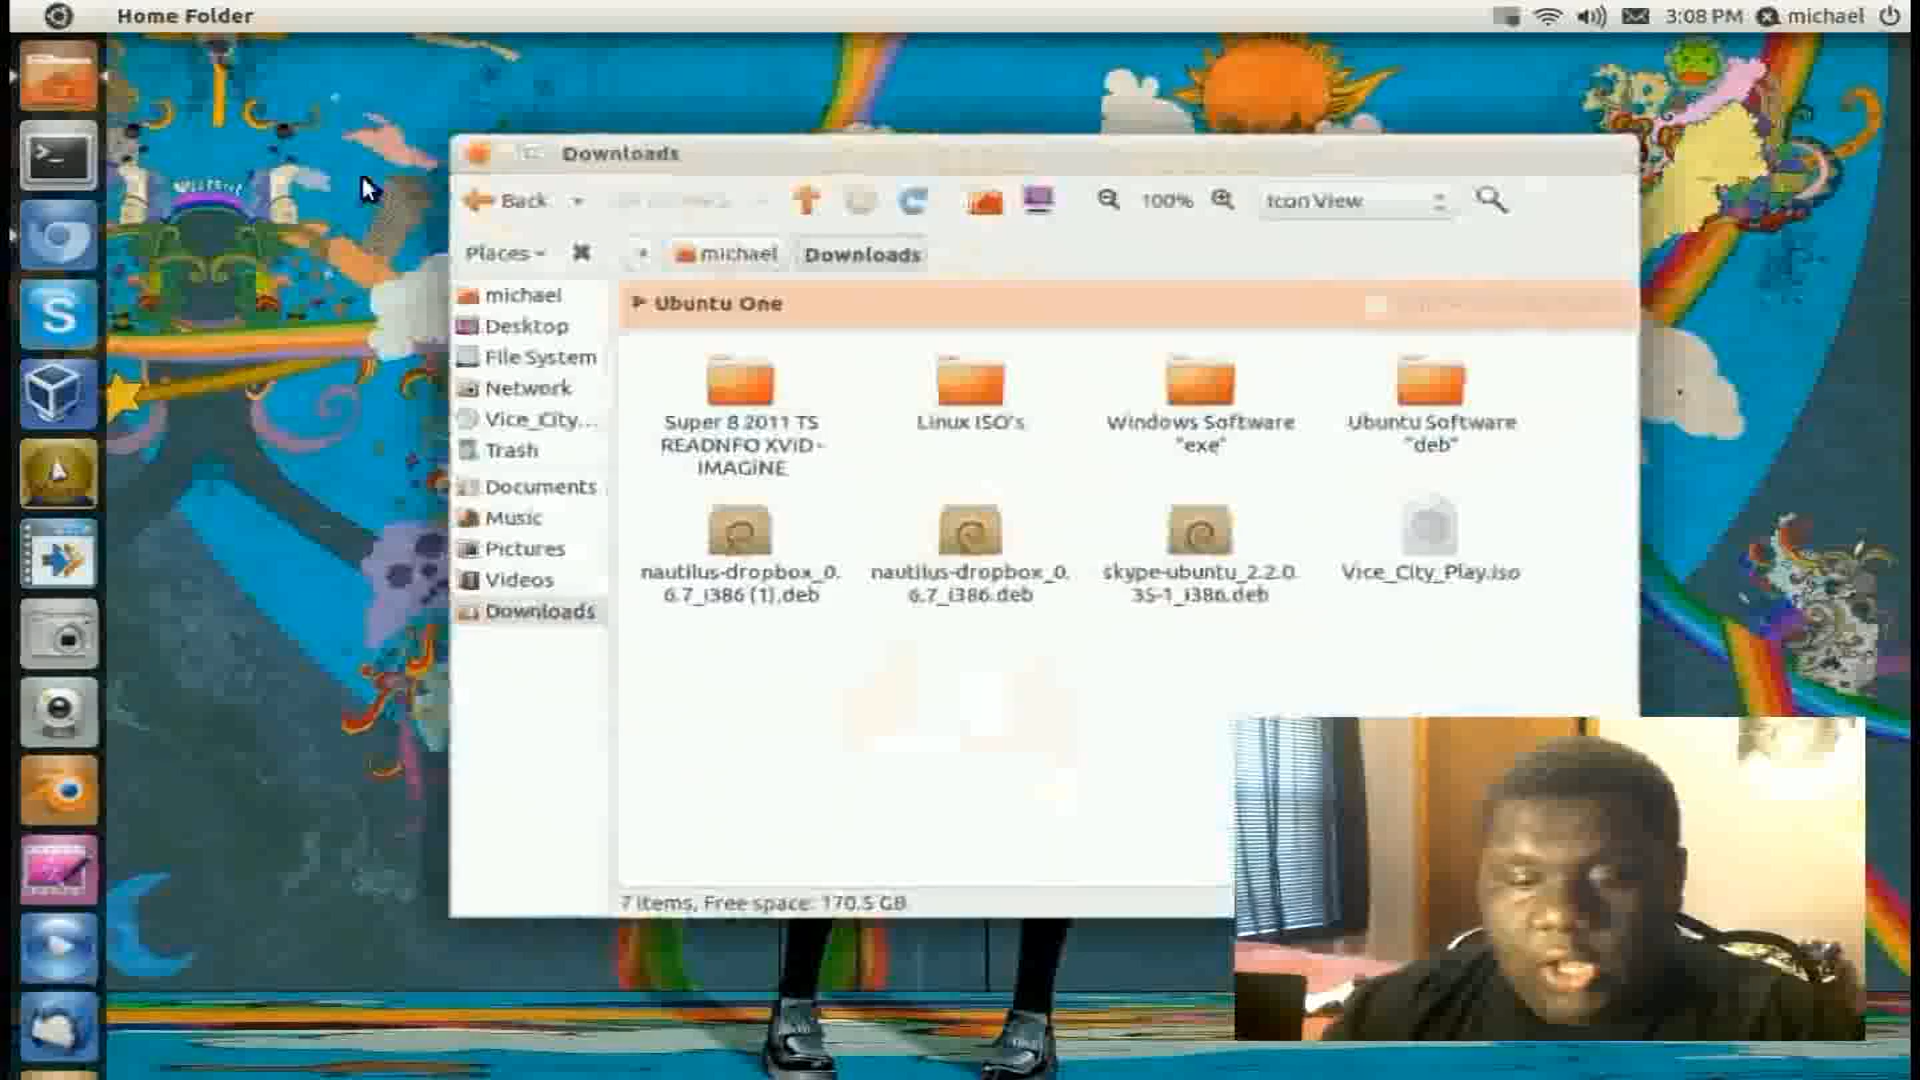 Home Folder
3:08 PM
michael
Downloads
Back
100%
Icon View
Places
michael
Downloads
michael
Desktop
File System
Network
Vice_City...
Trash
Documents
Music
Pictures
Videos
Downloads
Ubuntu One
Super 8 2011 TS
READNFO XViD-
IMAGiNE
Linux ISO's
Windows Software
"exe"
Ubuntu Software
"deb"
nautilus-dropbox_0.
6.7_i386 (1).deb
nautilus-dropbox_0.
6.7_i386.deb
skype-ubuntu_2.2.0.
35-1_i386.deb
Vice_City_Play.iso
7 items, Free space: 170.5 GB